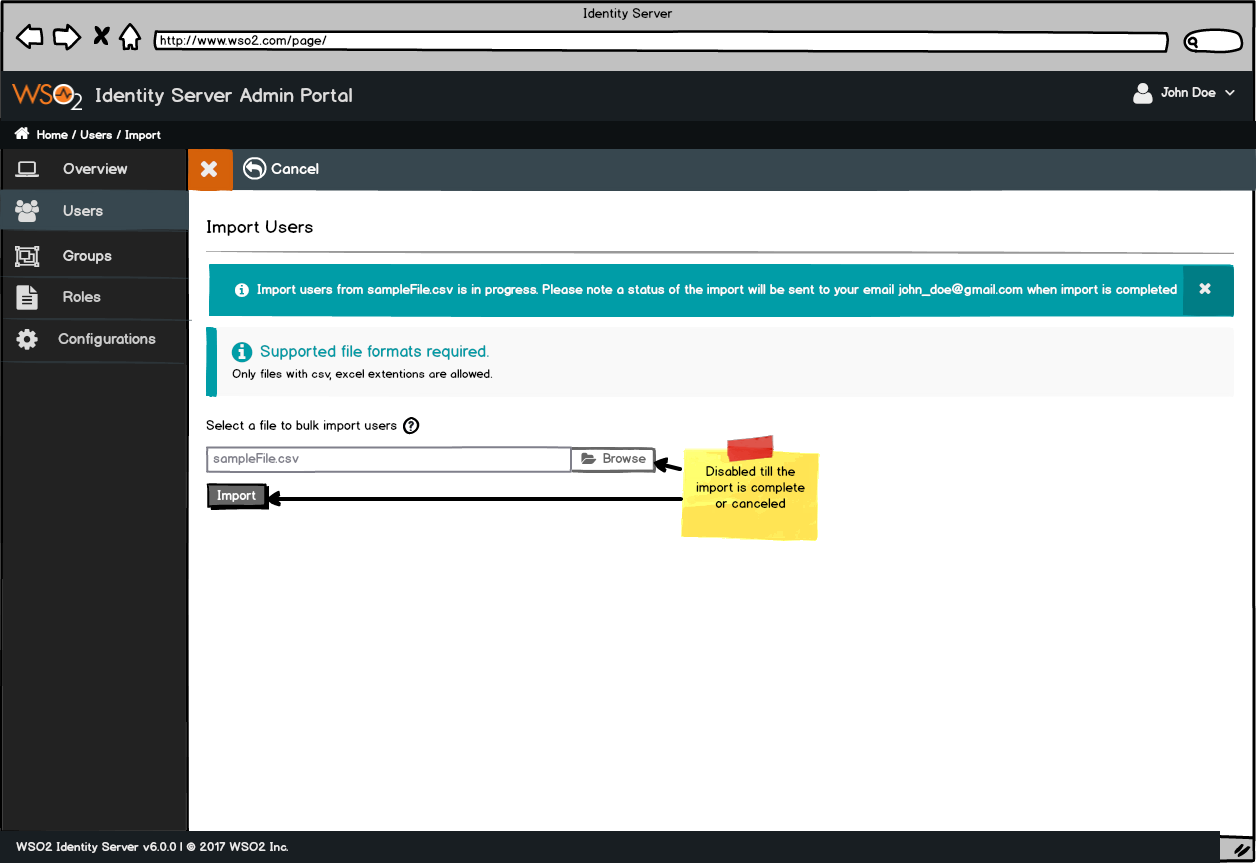 Identity Server
http://www.wso2.com/page/
WSO2 Identity Server Admin Portal
John Doe
Home / Users / Import
Overview
Cancel
Users
Import Users
Groups
Import users from sampleFile.csv is in progress. Please note a status of the import will be sent to your email john_doe@gmail.com when import is completed
Roles
Configurations
Supported file formats required.
Only files with csv, excel extentions are allowed.
Select a file to bulk import users
sampleFile.csv
Browse
Import
Disabled till the
import is complete
or canceled
WSO2 Identity Server v6.0.0 | © 2017 WSO2 Inc.